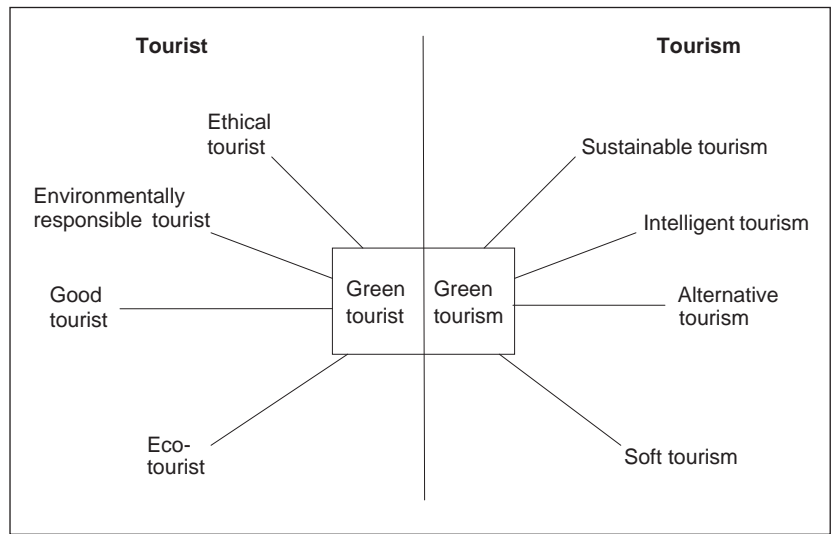 Tourist
Tourism
Ethical
tourist
Sustainable tourism
Environmentally
responsible tourist
Intelligent tourism
Good
tourist
Green
tourist
Green
tourism
Alternative
tourism
Eco-
tourist
Soft tourism